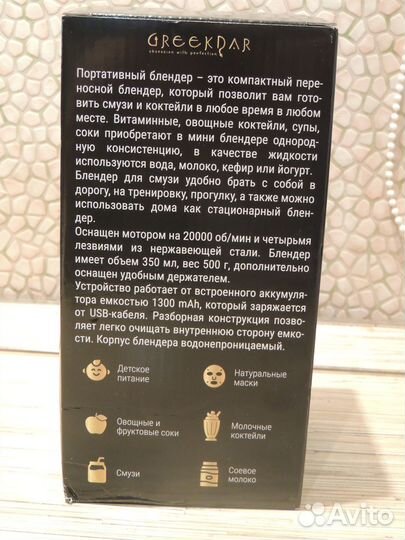 GREEKDAR
obsession with perfection
Портативный блендер – это компактный пере-
носной блендер, который позволит вам гото-
вить смузи и коктейли в любое время в любом
месте. Витаминные, овощные коктейли, супы,
соки приобретают в мини блендере однород-
ную консистенцию, в качестве жидкости
используются вода, молоко, кефир или йогурт.
Блендер для смузи удобно брать с собой в
дорогу, на тренировку, прогулку, а также можно
использовать дома как стационарный блен-
дер.
Оснащен мотором на 20000 об/мин и четырьмя
лезвиями из нержавеющей стали. Блендер
имеет объем 350 мл, вес 500 г, дополнительно
оснащен удобным держателем.
Устройство работает от встроенного аккумуля-
тора емкостью 1300 mAh, который заряжается
от USB-кабеля. Разборная конструкция позво-
ляет легко очищать внутреннюю сторону емко-
сти. Корпус блендера водонепроницаемый.
Детское
питание
Натуральные
маски
Овощные и
фруктовые соки
Молочные
коктейли
Смузи
Соевое
молоко
Avito